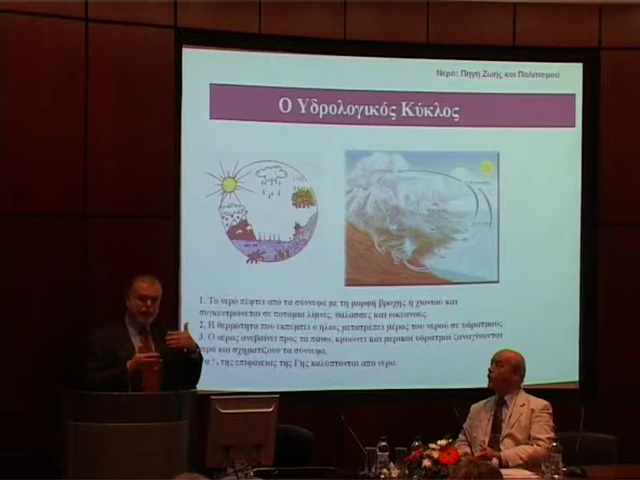 Νερό: Πηγή Ζωής και Πολιτισμού
Ο Υδρολογικός Κύκλος
1. Το νερό πέφτει από τα σύννεφα με τη μορφή βροχής ή χιονιού και
συγκεντρώνεται σε ποτάμια λίμνες, θάλασσες και ωκεανούς
2. Η θερμότητα που εκπέμπει ο ήλιος μετατρέπει μέρος του νερού σε υδρατμούς
3. Ο αέρας ανεβαίνει προς τα πάνω, κρυώνει και μερικοί υδρατμοί ξαναγίνονται
νερό και σχηματίζουν τα σύννεφα.
της επιφάνειας της Γης καλύπτονται από νερό.